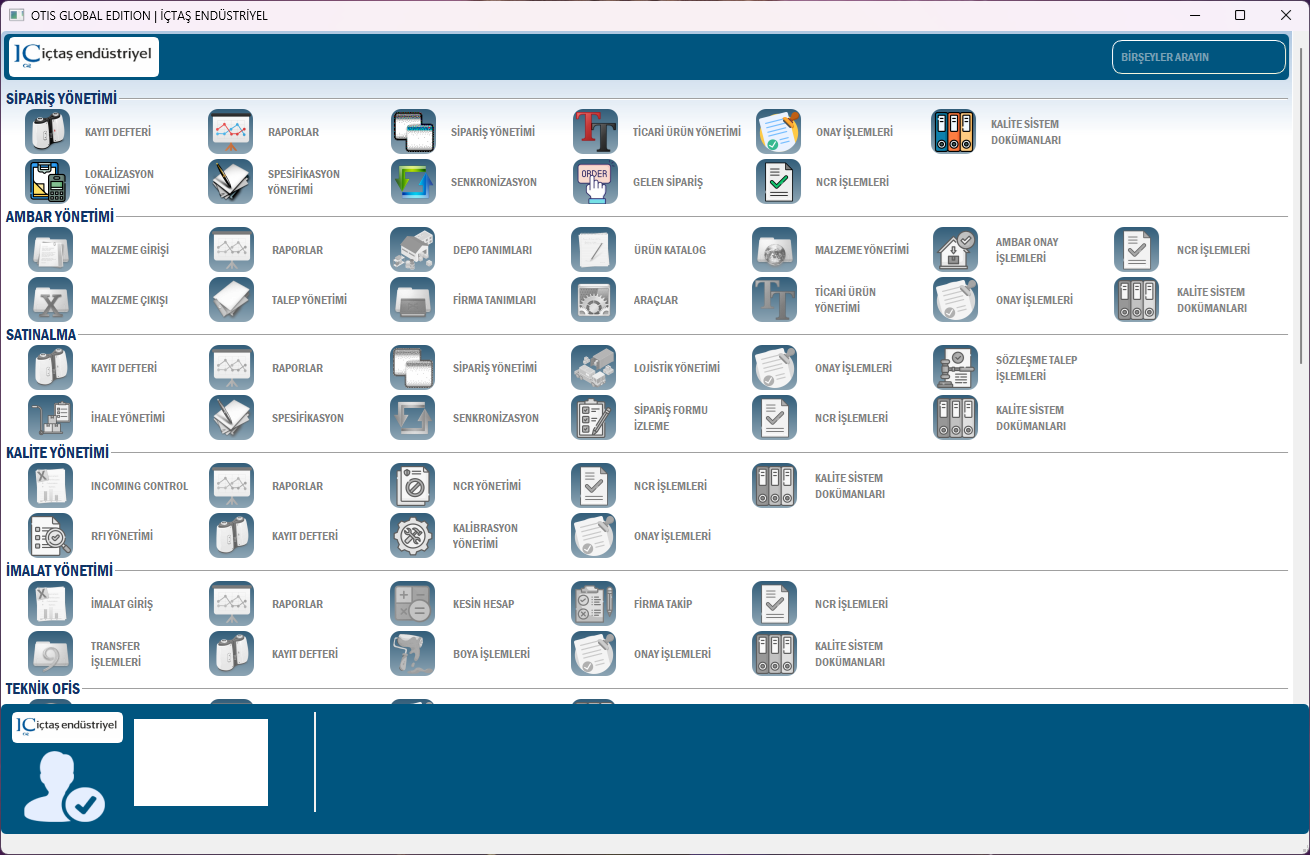 OTIS GLOBAL EDITION | İÇTAŞ ENDÜSTRİYEL
IC içtaş endüstriyel
BİRŞEYLER ARAYIN
SİPARİŞ YÖNETİMİ
KAYIT DEFTERİ
RAPORLAR
SİPARİŞ YÖNETİMİ
TİCARİ ÜRÜN YÖNETİMİ
ONAY İŞLEMLERİ
KALİTE SİSTEM
DOKÜMANLARI
LOKALİZASYON
YÖNETİMİ
SPESİFİKASYON
YÖNETİMİ
SENKRONİZASYON
ORDER
GELEN SİPARİŞ
NCR İŞLEMLERİ
AMBAR YÖNETİMİ
MALZEME GİRİŞİ
RAPORLAR
DEPO TANIMLARI
ÜRÜN KATALOG
MALZEME YÖNETİMİ
AMBAR ONAY
İŞLEMLERİ
NCR İŞLEMLERİ
MALZEME ÇIKIŞI
TALEP YÖNETİMİ
FİRMA TANIMLARI
ARAÇLAR
TİCARİ ÜRÜN
YÖNETİMİ
ONAY İŞLEMLERİ
KALİTE SİSTEM
DOKÜMANLARI
SATINALMA
KAYIT DEFTERİ
RAPORLAR
SİPARİŞ YÖNETİMİ
LOJİSTİK YÖNETİMİ
ONAY İŞLEMLERİ
SÖZLEŞME TALEP
İŞLEMLERİ
İHALE YÖNETİMİ
SPESİFİKASYON
SENKRONİZASYON
SİPARİŞ FORMU
İZLEME
NCR İŞLEMLERİ
KALİTE SİSTEM
DOKÜMANLARI
KALİTE YÖNETİMİ
INCOMING CONTROL
RAPORLAR
NCR YÖNETİMİ
NCR İŞLEMLERİ
KALİTE SİSTEM
DOKÜMANLARI
RFI YÖNETİMİ
KAYIT DEFTERİ
KALİBRASYON
YÖNETİMİ
ONAY İŞLEMLERİ
İMALAT YÖNETİMİ
İMALAT GİRİŞ
RAPORLAR
KESİN HESAP
FİRMA TAKİP
NCR İŞLEMLERİ
TRANSFER
İŞLEMLERİ
KAYIT DEFTERİ
BOYA İŞLEMLERİ
ONAY İŞLEMLERİ
KALİTE SİSTEM
DOKÜMANLARI
TEKNİK OFİS
IC içtaş endüstriyel